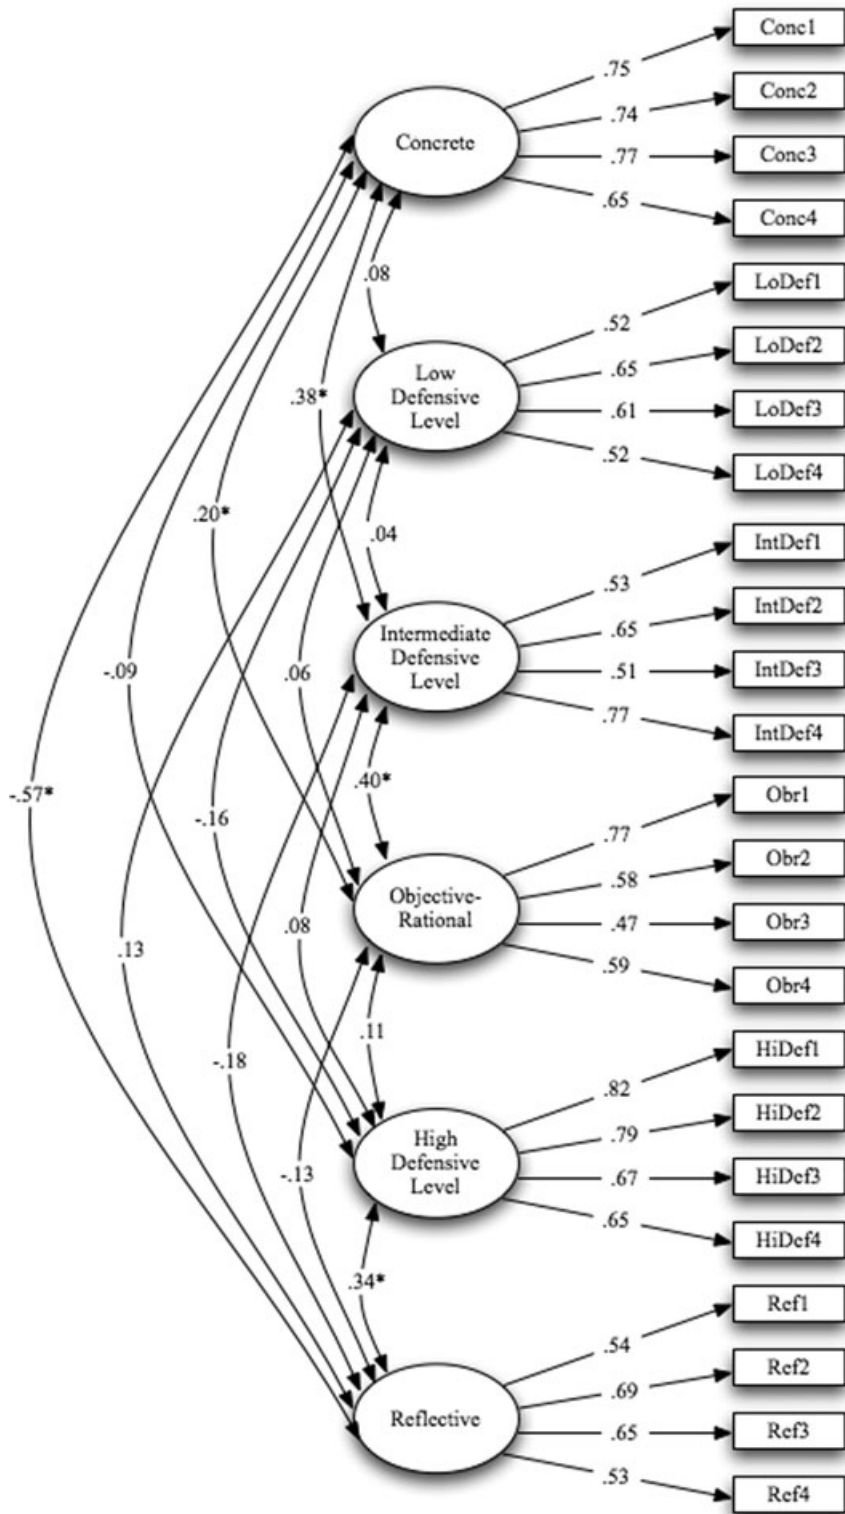 Conc1
.75
Conc2
.74
Concrete
.77
Conc3
.65
Conc4
.08
LoDef1
.52
LoDef2
Low
Defensive
Level
.65
.38*
.61
LoDef3
.52
LoDef4
.20*
.04
IntDef1
.53
IntDef2
Intermediate
Defensive
Level
.65
-.09
.06
.51
IntDef3
.77
IntDef4
-.57*
.40*
Obr1
-.16
.77
Obr2
.58
Objective-
Rational
.13
.08
.47
Obr3
.59
Obr4
.11
-.18
HiDef1
.82
HiDef2
.79
High
Defensive
Level
-.13
.67
HiDef3
.65
HiDef4
.34*
Ref1
.54
Ref2
.69
Reflective
.65
Ref3
.53
Ref4